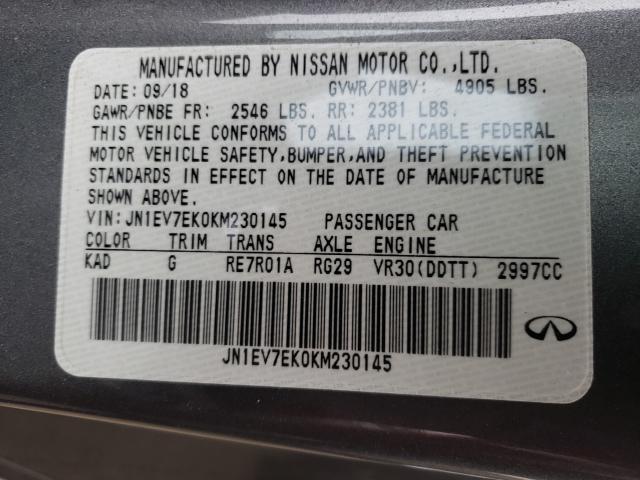 MANUFACTURED BY NISSAN MOTOR CO.,LTD.
DATE: 09/18 GVWR/PNBV: 4905 LBS.
GAWR/PNBE FR: 2546 LBS. RR: 2381 LBS.
THIS VEHICLE CONFORMS TO ALL APPLICABLE FEDERAL
MOTOR VEHICLE SAFETY,BUMPER,AND THEFT PREVENTION
STANDARDS IN EFFECT ON THE DATE OF MANUFACTURE
SHOWN ABOVE.
VIN:JN1EV7EK0KM230145 PASSENGER CAR
COLOR TRIM TRANS AXLE ENGINE
KAD G RE7R01A RG29 VR30(DDTT) 2997CC
JN1EV7EK0KM230145